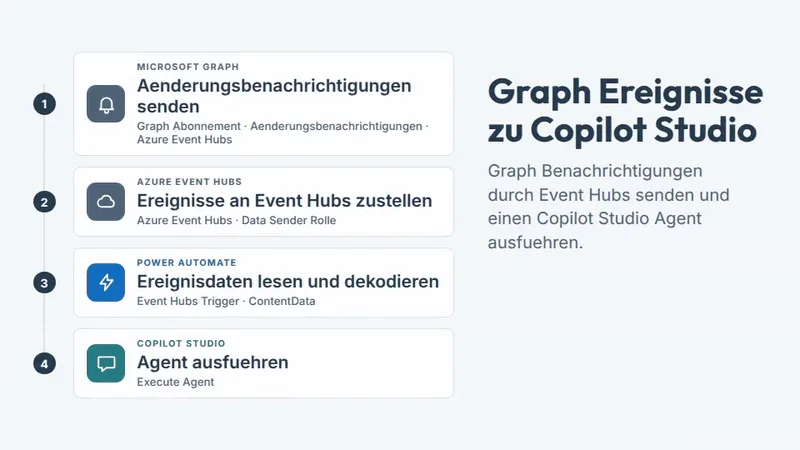 1
MICROSOFT GRAPH
Aenderungsbenachrichtigungen
senden
Graph Abonnement · Aenderungsbenachrichtigungen ·
Azure Event Hubs
2
AZURE EVENT HUBS
Ereignisse an Event Hubs zustellen
Azure Event Hubs · Data Sender Rolle
3
POWER AUTOMATE
Ereignisdaten lesen und dekodieren
Event Hubs Trigger · ContentData
4
COPILOT STUDIO
Agent ausfuehren
Execute Agent
Graph Ereignisse
zu Copilot Studio
Graph Benachrichtigungen
durch Event Hubs senden und
einen Copilot Studio Agent
ausfuehren.